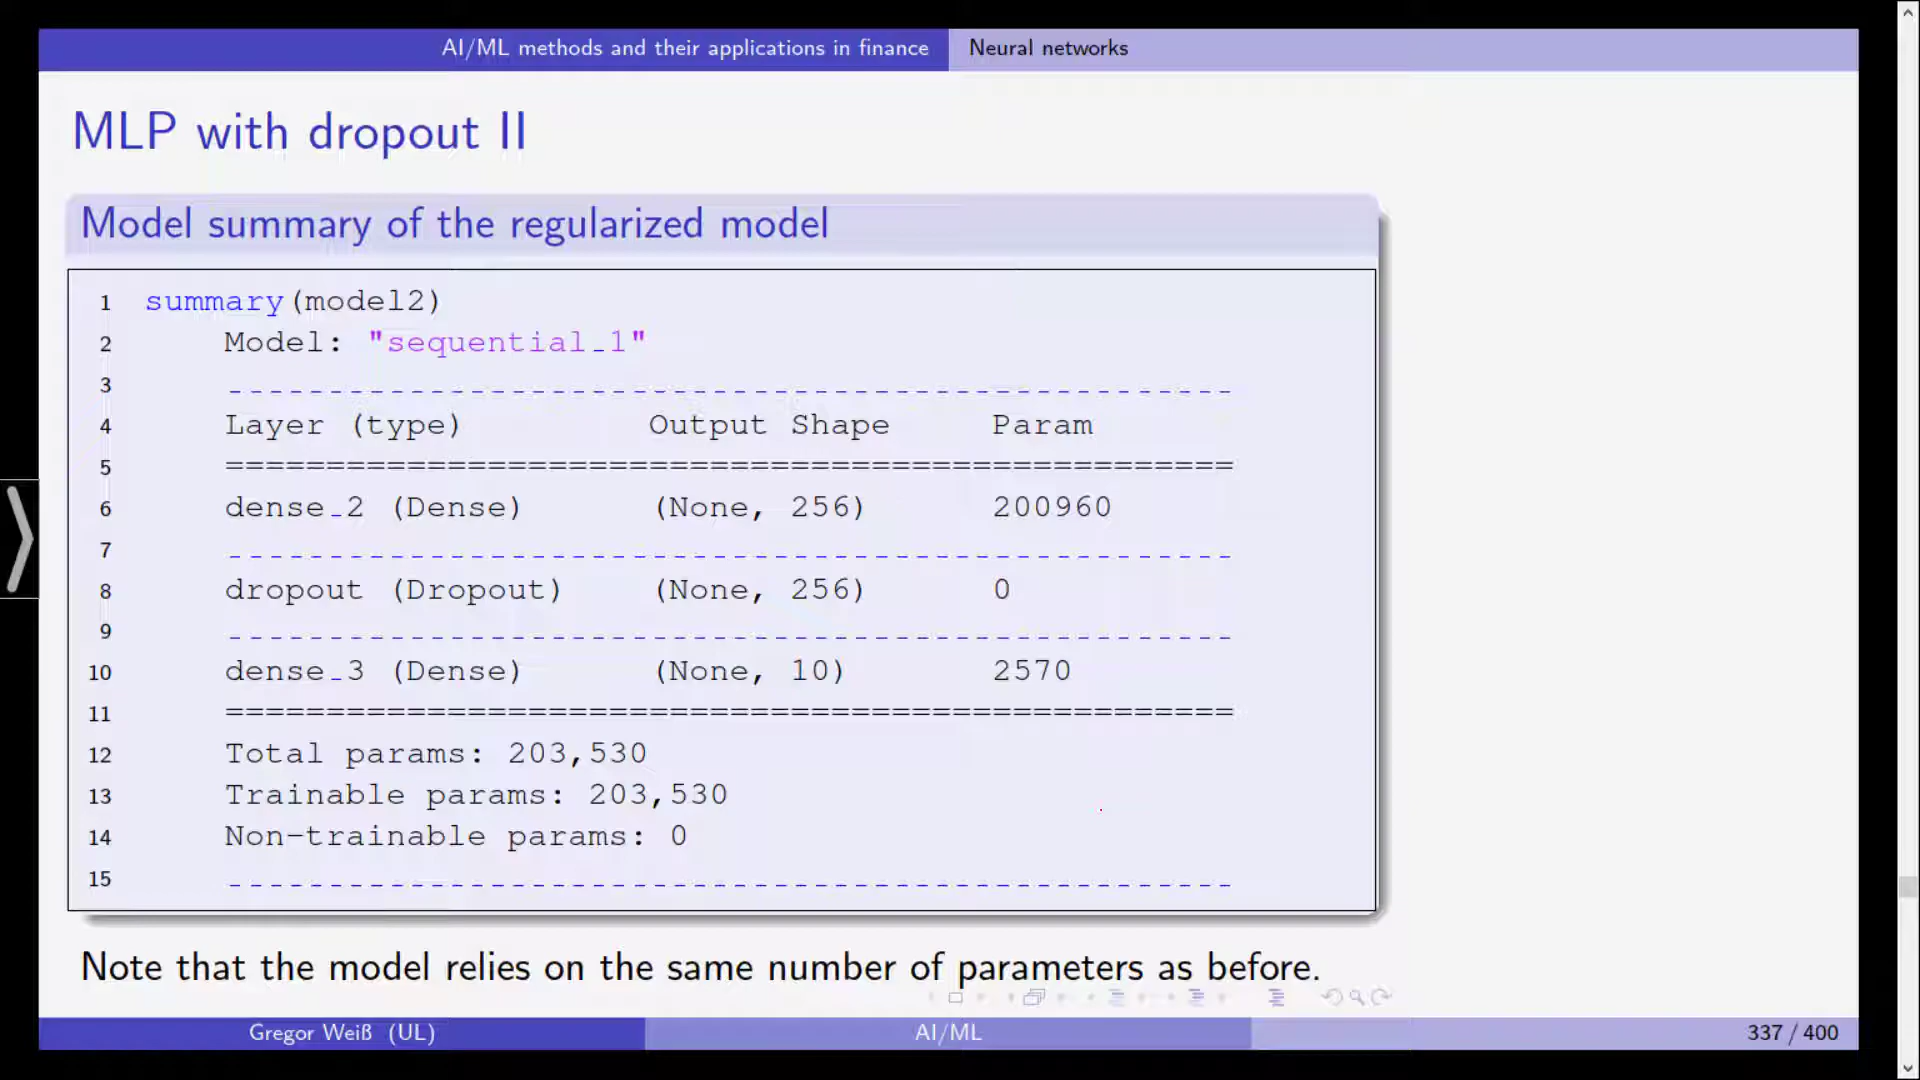 AI/ML methods and their applications in finance
Neural networks
MLP with dropout II
Model summary of the regularized model
1 summary(model2)
2 Model: "sequential_1"
3 --------------------------------------------------
4 Layer (type) Output Shape Param
5 ==================================================
6 dense_2 (Dense) (None, 256) 200960
7 --------------------------------------------------
8 dropout (Dropout) (None, 256) 0
9 --------------------------------------------------
10 dense_3 (Dense) (None, 10) 2570
11 ==================================================
12 Total params: 203,530
13 Trainable params: 203,530
14 Non-trainable params: 0
15 --------------------------------------------------
Note that the model relies on the same number of parameters as before.
Gregor Weiß (UL)
AI/ML
337 / 400